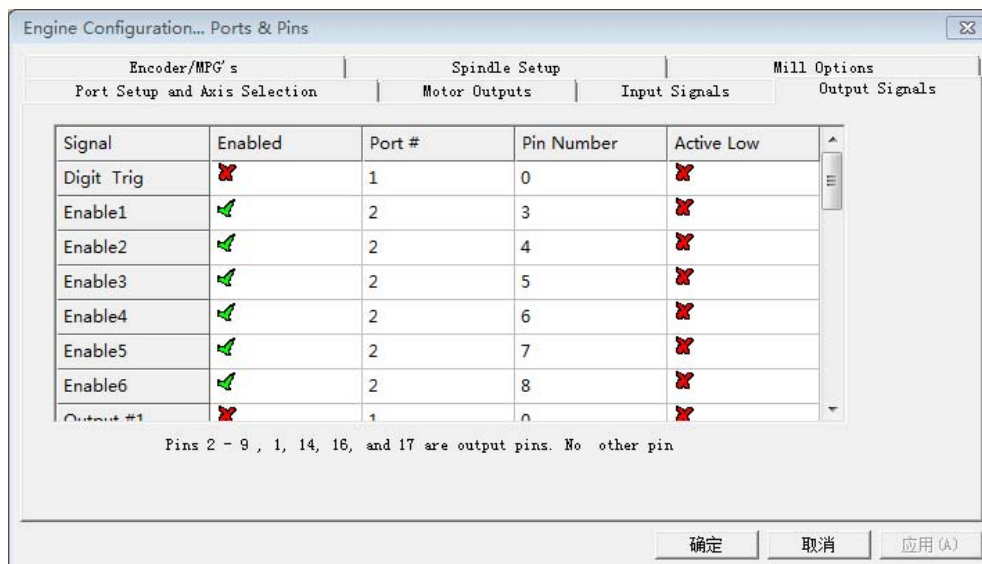 Engine Configuration... Ports & Pins
Encoder/MPG's Spindle Setup Mill Options
Port Setup and Axis Selection Motor Outputs Input Signals Output Signals
Signal Enabled Port # Pin Number Active Low
Digit Trig 1 0
Enable1 2 3
Enable2 2 4
Enable3 2 5
Enable4 2 6
Enable5 2 7
Enable6 2 8
Output #1 1 0
Pins 2 - 9 , 1, 14, 16, and 17 are output pins. No other pin
确定 取消 应用(A)